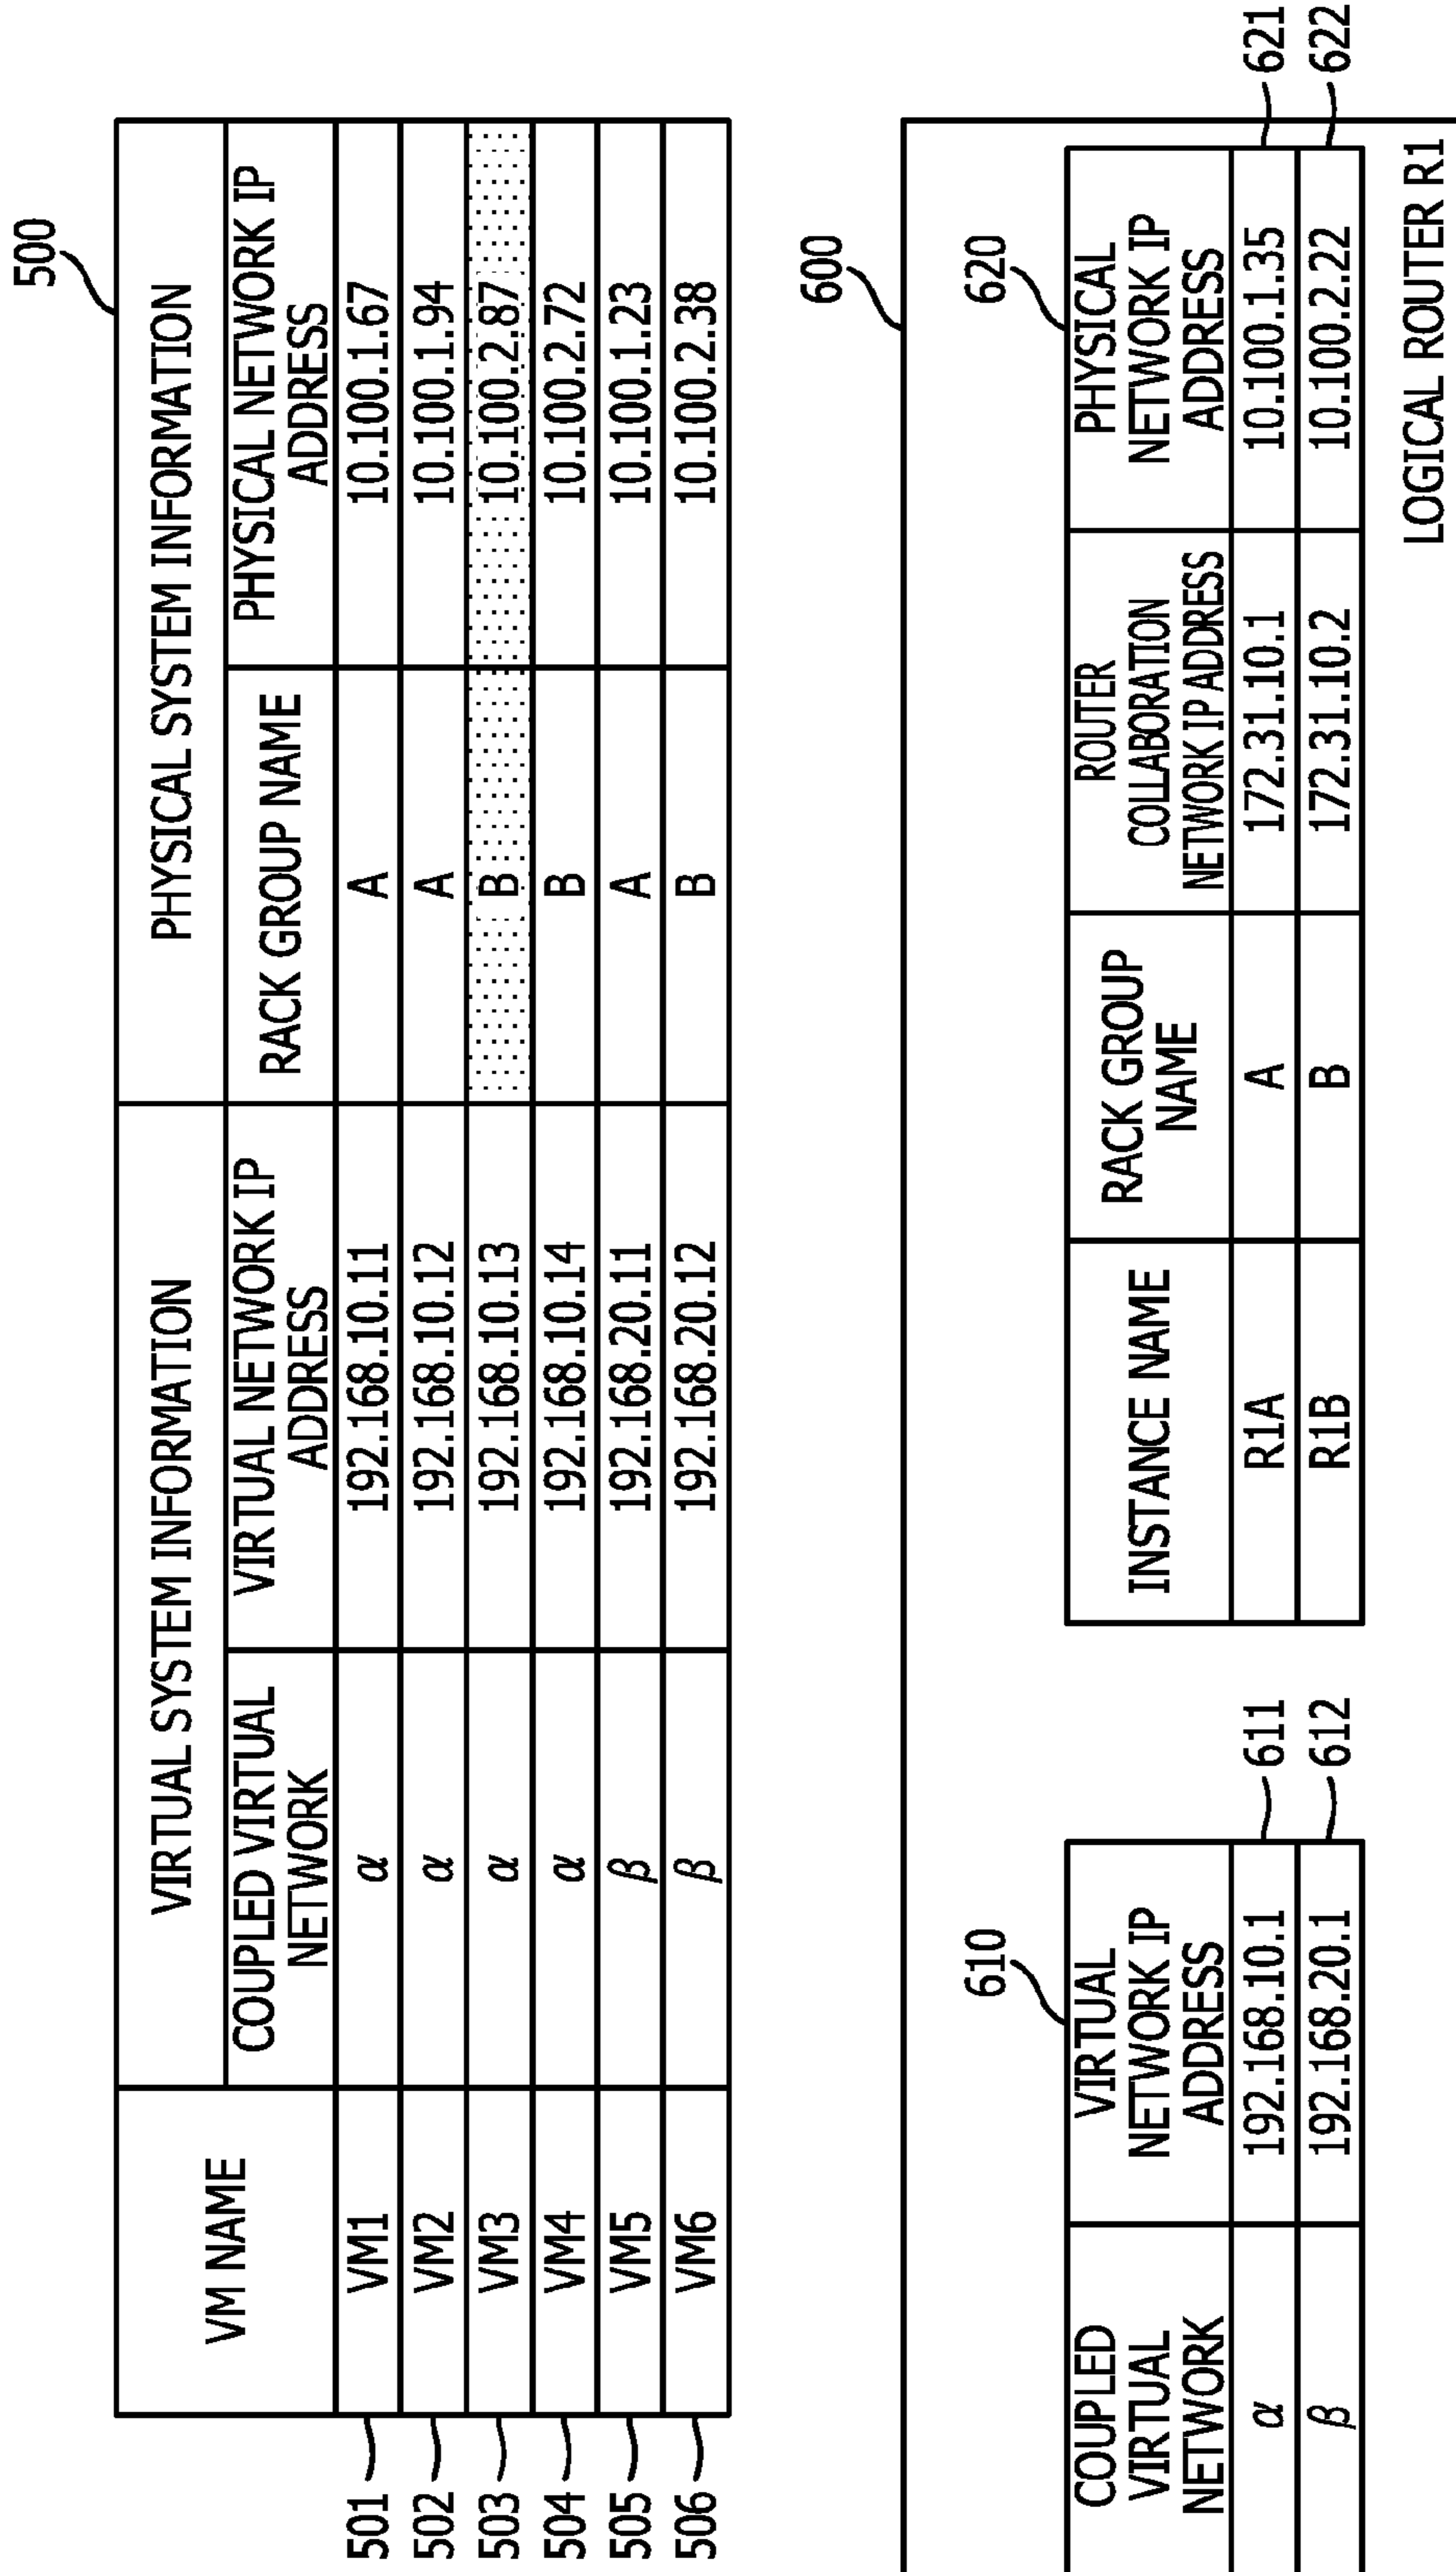 500
VM NAME
VIRTUAL SYSTEM INFORMATION
PHYSICAL SYSTEM INFORMATION
COUPLED VIRTUAL
NETWORK
VIRTUAL NETWORK IP
ADDRESS
RACK GROUP NAME
PHYSICAL NETWORK IP
ADDRESS
501 VM1 α 192.168.10.11 A 10.100.1.67
502 VM2 α 192.168.10.12 A 10.100.1.94
503 VM3 α 192.168.10.13 B 10.100.2.87
504 VM4 α 192.168.10.14 B 10.100.2.72
505 VM5 β 192.168.20.11 A 10.100.1.23
506 VM6 β 192.168.20.12 B 10.100.2.38
600
610
COUPLED
VIRTUAL
NETWORK
VIRTUAL
NETWORK IP
ADDRESS
α 192.168.10.1 611
β 192.168.20.1 612
620
INSTANCE NAME
RACK GROUP
NAME
ROUTER
COLLABORATION
NETWORK IP ADDRESS
PHYSICAL
NETWORK IP
ADDRESS
R1A A 172.31.10.1 10.100.1.35 621
R1B B 172.31.10.2 10.100.2.22 622
LOGICAL ROUTER R1